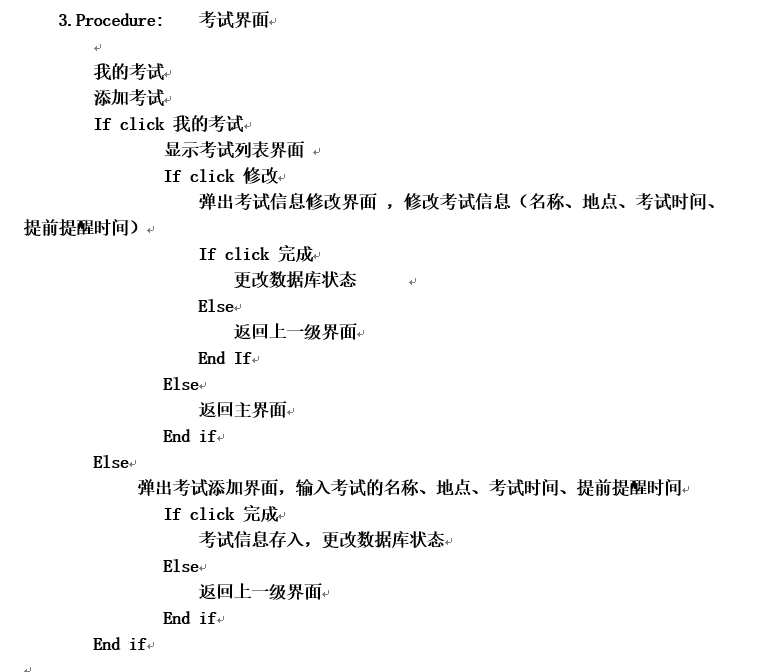 3.Procedure: 考试界面
我的考试
添加考试
If click 我的考试
显示考试列表界面
If click 修改
弹出考试信息修改界面 ，修改考试信息（名称、地点、考试时间、
提前提醒时间）
If click 完成
更改数据库状态
Else
返回上一级界面
End If
Else
返回主界面
End if
Else
弹出考试添加界面，输入考试的名称、地点、考试时间、提前提醒时间
If click 完成
考试信息存入，更改数据库状态
Else
返回上一级界面
End if
End if